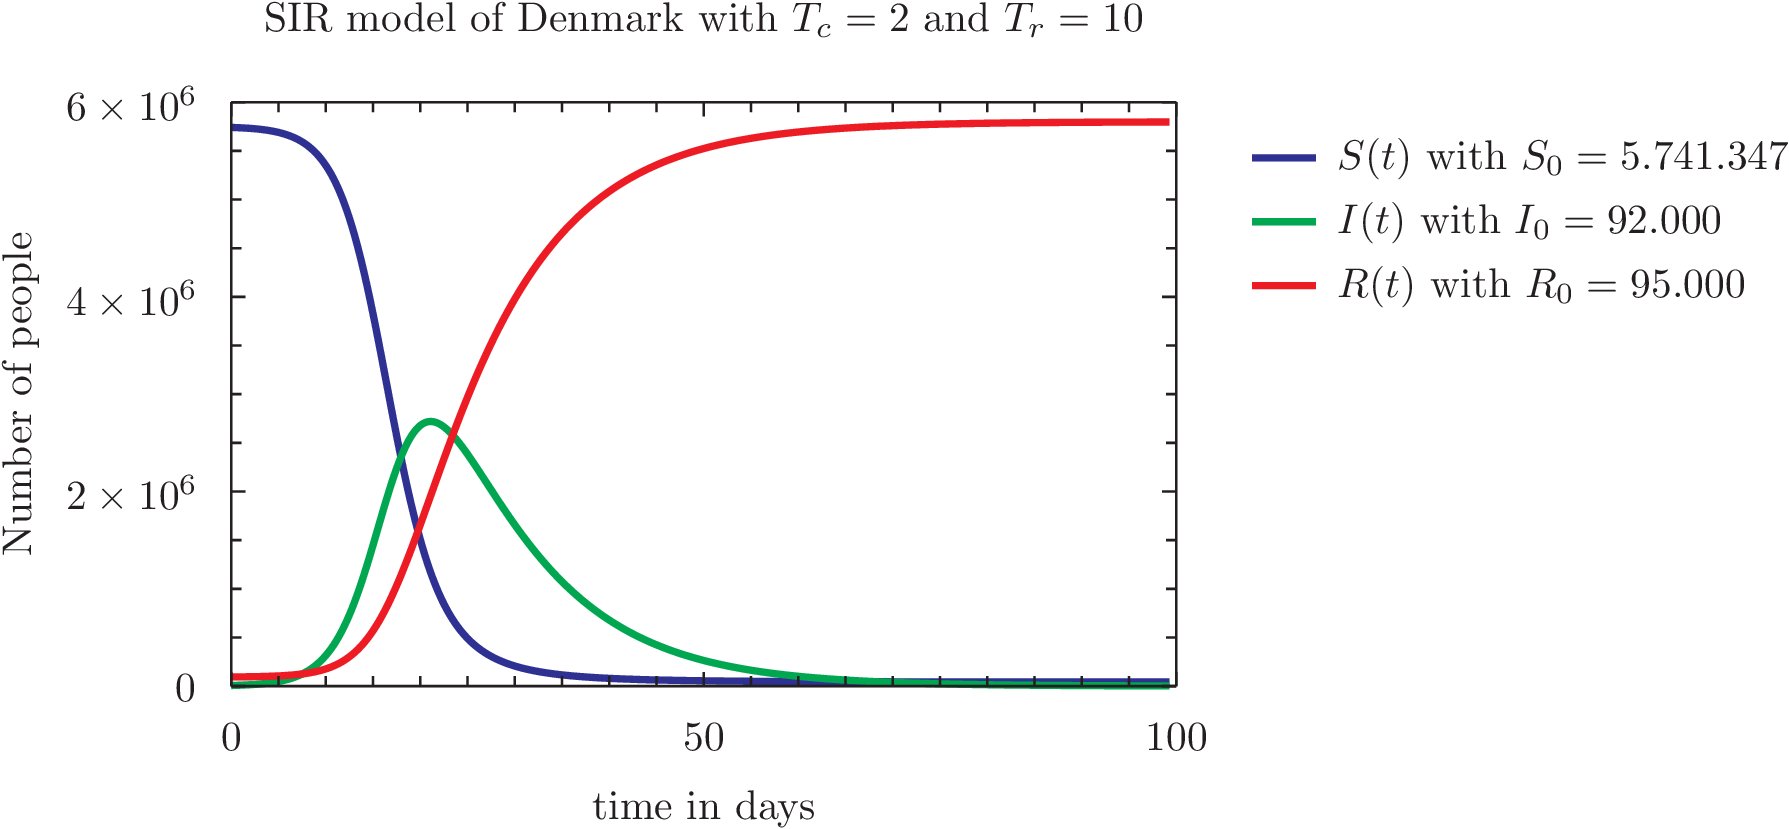 SIR model of Denmark with T_c = 2 and T_r = 10
6 × 10^6
4 × 10^6
2 × 10^6
0
Number of people
0 50 100
time in days
S(t) with S_0 = 5.741.347
I(t) with I_0 = 92.000
R(t) with R_0 = 95.000